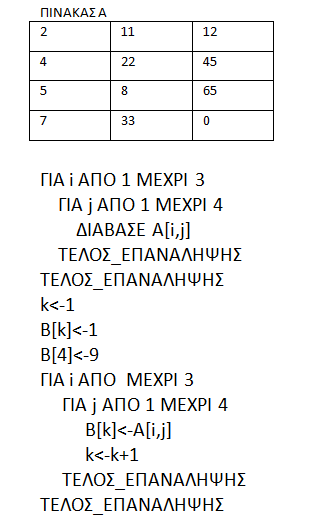 ΠΙΝΑΚΑΣ Α
2 11 12
4 22 45
5 8 65
7 33 0
ΓΙΑ i ΑΠΟ 1 ΜΕΧΡΙ 3
ΓΙΑ j ΑΠΟ 1 ΜΕΧΡΙ 4
ΔΙΑΒΑΣΕ Α[i,j]
ΤΕΛΟΣ_ΕΠΑΝΑΛΗΨΗΣ
ΤΕΛΟΣ_ΕΠΑΝΑΛΗΨΗΣ
k<-1
B[k]<-1
B[4]<-9
ΓΙΑ i ΑΠΟ  ΜΕΧΡΙ 3
ΓΙΑ j ΑΠΟ 1 ΜΕΧΡΙ 4
B[k]<-A[i,j]
k<-k+1
ΤΕΛΟΣ_ΕΠΑΝΑΛΗΨΗΣ
ΤΕΛΟΣ_ΕΠΑΝΑΛΗΨΗΣ